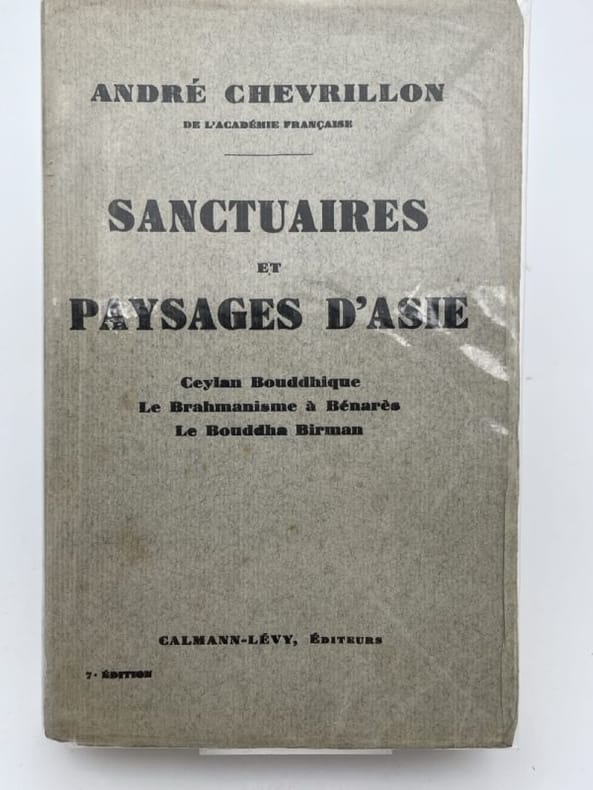 ANDRÉ CHEVRILLON
DE L'ACADÉMIE FRANÇAISE
SANCTUAIRES
ET
PAYSAGES D'ASIE
Ceylan Bouddhique
Le Brahmanisme à Bénarès
Le Bouddha Birman
CALMANN-LÉVY, ÉDITEURS
7e ÉDITION